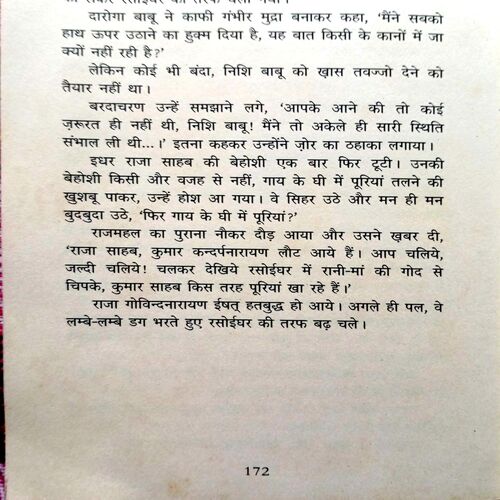 दारोगा बाबू ने काफी गंभीर मुद्रा बनाकर कहा, 'मैंने सबको
हाथ ऊपर उठाने का हुक्म दिया है, यह बात किसी के कानों में जा
क्यों नहीं रही है?'
लेकिन कोई भी बंदा, निशि बाबू को ख़ास तवज्जो देने को
तैयार नहीं था।
बरदाचरण उन्हें समझाने लगे, 'आपके आने की तो कोई
ज़रूरत ही नहीं थी, निशि बाबू! मैंने तो अकेले ही सारी स्थिति
संभाल ली थी...।' इतना कहकर उन्होंने ज़ोर का ठहाका लगाया।
इधर राजा साहब की बेहोशी एक बार फिर टूटी। उनकी
बेहोशी किसी और वजह से नहीं, गाय के घी में पूरियां तलने की
खुशबू पाकर, उन्हें होश आ गया। वे सिहर उठे और मन ही मन
बुदबुदा उठे, 'फिर गाय के घी में पूरियां?'
राजमहल का पुराना नौकर दौड़ आया और उसने ख़बर दी,
'राजा साहब, कुमार कन्दर्पनारायण लौट आये हैं। आप चलिये,
जल्दी चलिये! चलकर देखिये रसोईघर में रानी-मां की गोद से
चिपके, कुमार साहब किस तरह पूरियां खा रहे हैं।'
राजा गोविन्दनारायण ईषत् हतबुद्ध हो आये। अगले ही पल, वे
लम्बे-लम्बे डग भरते हुए रसोईघर की तरफ बढ़ चले।
172